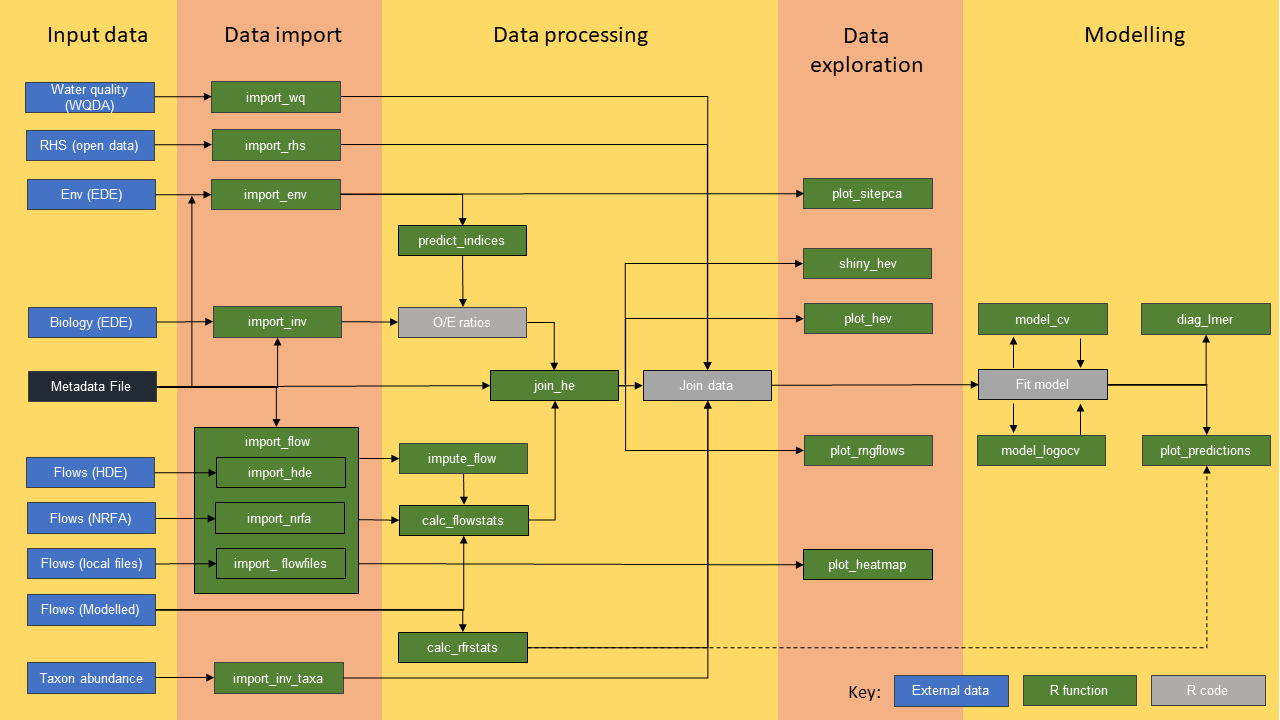 Input data
Data import
Data processing
Data
exploration
Modelling
Water quality
(WQDA)
import_wq
RHS (open data)
import_rhs
Env (EDE)
import_env
plot_sitepca
predict_indices
shiny_hev
Biology (EDE)
import_inv
O/E ratios
plot_hev
model_cv
diag_lmer
Metadata File
join_he
Join data
Fit model
import_flow
Flows (HDE)
import_hde
impute_flow
plot_rngflows
model_logocv
plot_predictions
Flows (NRFA)
import_nrfa
calc_flowstats
Flows (local files)
import_ flowfiles
plot_heatmap
Flows (Modelled)
calc_rfrstats
Taxon abundance
import_inv_taxa
Key:
External data
R function
R code